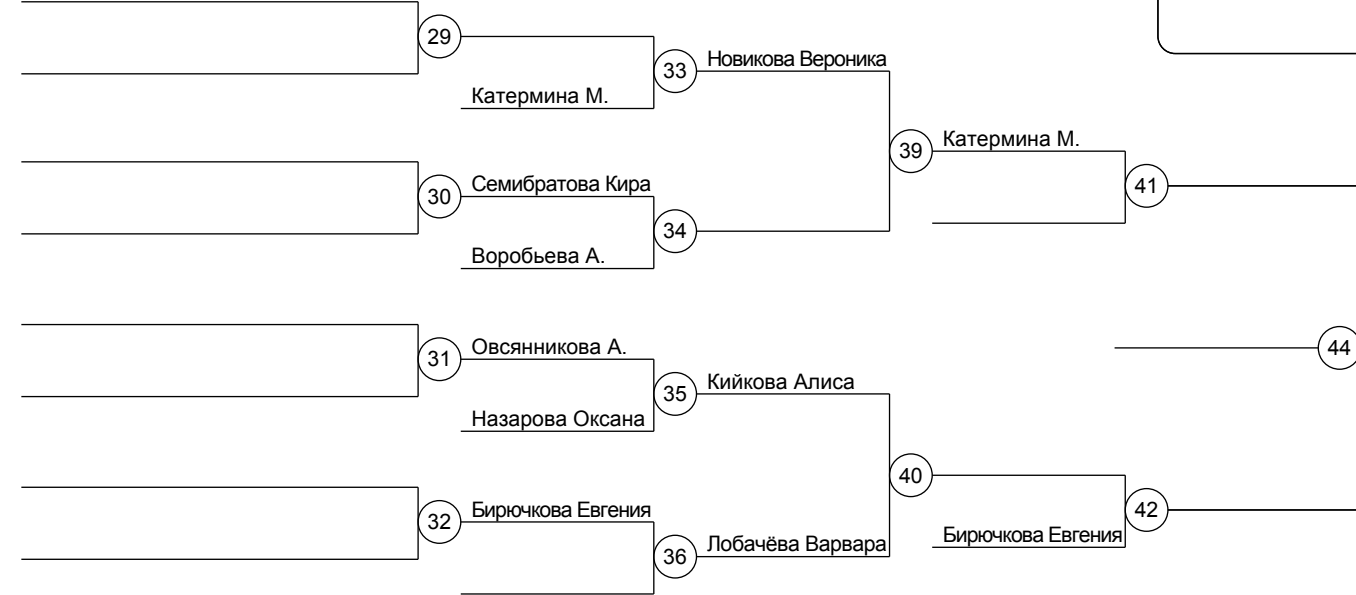 29
33
Новикова Вероника
Катермина М.
39
Катермина М.
41
30
Семибратова Кира
34
Воробьева А.
31
Овсянникова А.
35
Кийкова Алиса
44
Назарова Оксана
40
32
Бирючкова Евгения
42
Бирючкова Евгения
36
Лобачёва Варвара